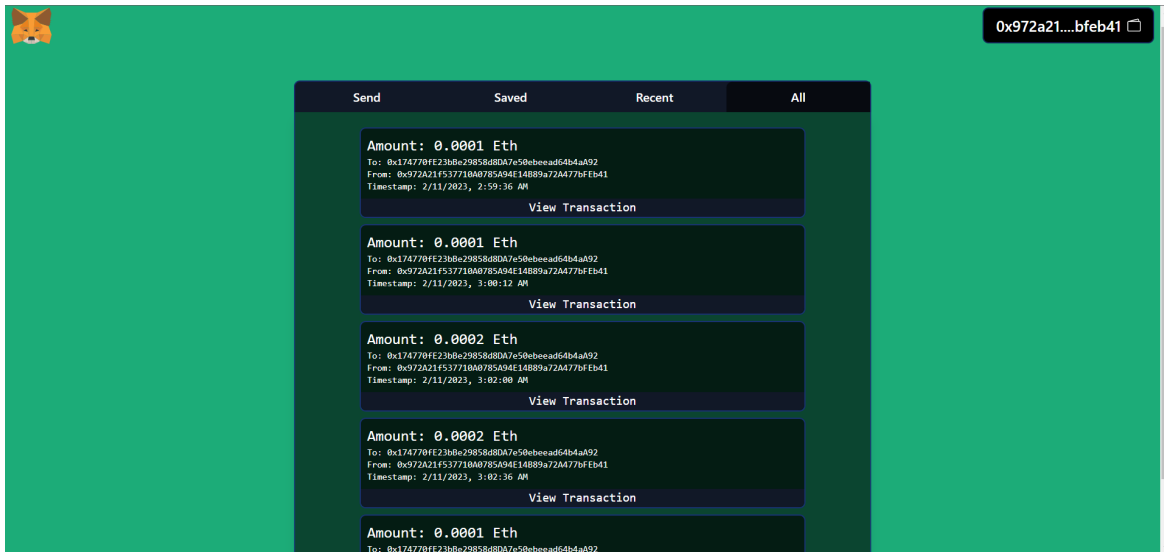 0x972a21....bfeb41
Send Saved Recent All
Amount: 0.0001 Eth
To: 0x174770fE23bBe29858d8DA7e50ebeead64b4aA92
From: 0x972A21f537710A0785A94E14B89a72A477bFEb41
Timestamp: 2/11/2023, 2:59:36 AM
View Transaction
Amount: 0.0001 Eth
To: 0x174770fE23bBe29858d8DA7e50ebeead64b4aA92
From: 0x972A21f537710A0785A94E14B89a72A477bFEb41
Timestamp: 2/11/2023, 3:00:12 AM
View Transaction
Amount: 0.0002 Eth
To: 0x174770fE23bBe29858d8DA7e50ebeead64b4aA92
From: 0x972A21f537710A0785A94E14B89a72A477bFEb41
Timestamp: 2/11/2023, 3:02:00 AM
View Transaction
Amount: 0.0002 Eth
To: 0x174770fE23bBe29858d8DA7e50ebeead64b4aA92
From: 0x972A21f537710A0785A94E14B89a72A477bFEb41
Timestamp: 2/11/2023, 3:02:36 AM
View Transaction
Amount: 0.0001 Eth
To: 0x174770fE23bBe29858d8DA7e50ebeead64b4aA92